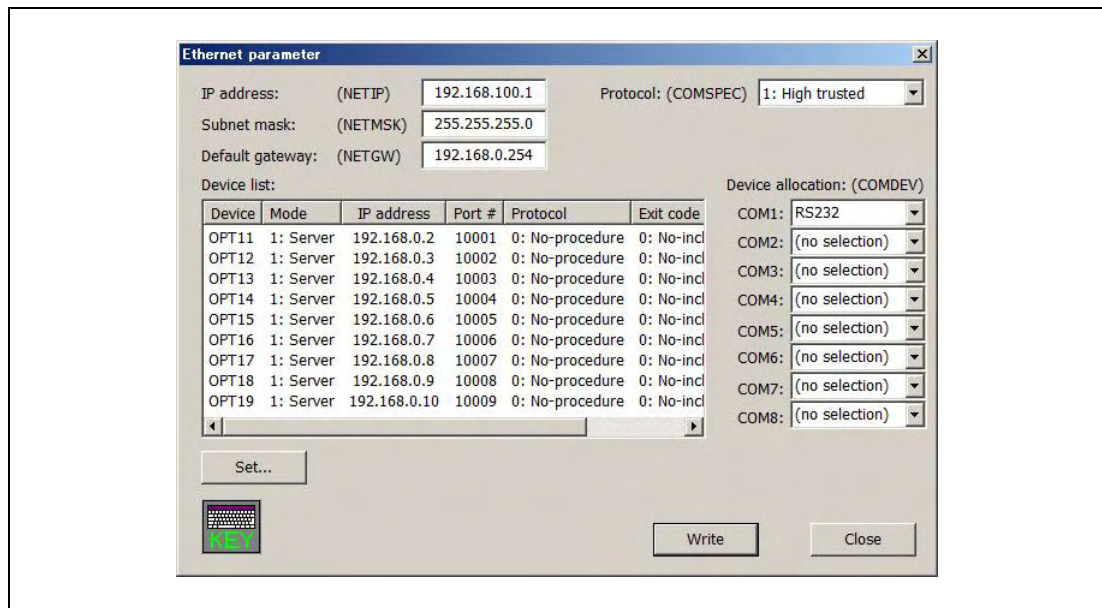 Ethernet parameter
IP address: (NETIP) 192.168.100.1 Protocol: (COMSPEC) 1: High trusted
Subnet mask: (NETMSK) 255.255.255.0
Default gateway: (NETGW) 192.168.0.254
Device list: Device allocation: (COMDEV)
Device Mode IP address Port # Protocol Exit code
OPT11 1: Server 192.168.0.2 10001 0: No-procedure 0: No-incl
OPT12 1: Server 192.168.0.3 10002 0: No-procedure 0: No-incl
OPT13 1: Server 192.168.0.4 10003 0: No-procedure 0: No-incl
OPT14 1: Server 192.168.0.5 10004 0: No-procedure 0: No-incl
OPT15 1: Server 192.168.0.6 10005 0: No-procedure 0: No-incl
OPT16 1: Server 192.168.0.7 10006 0: No-procedure 0: No-incl
OPT17 1: Server 192.168.0.8 10007 0: No-procedure 0: No-incl
OPT18 1: Server 192.168.0.9 10008 0: No-procedure 0: No-incl
OPT19 1: Server 192.168.0.10 10009 0: No-procedure 0: No-incl
COM1: RS232
COM2: (no selection)
COM3: (no selection)
COM4: (no selection)
COM5: (no selection)
COM6: (no selection)
COM7: (no selection)
COM8: (no selection)
Set...
KEY
Write Close